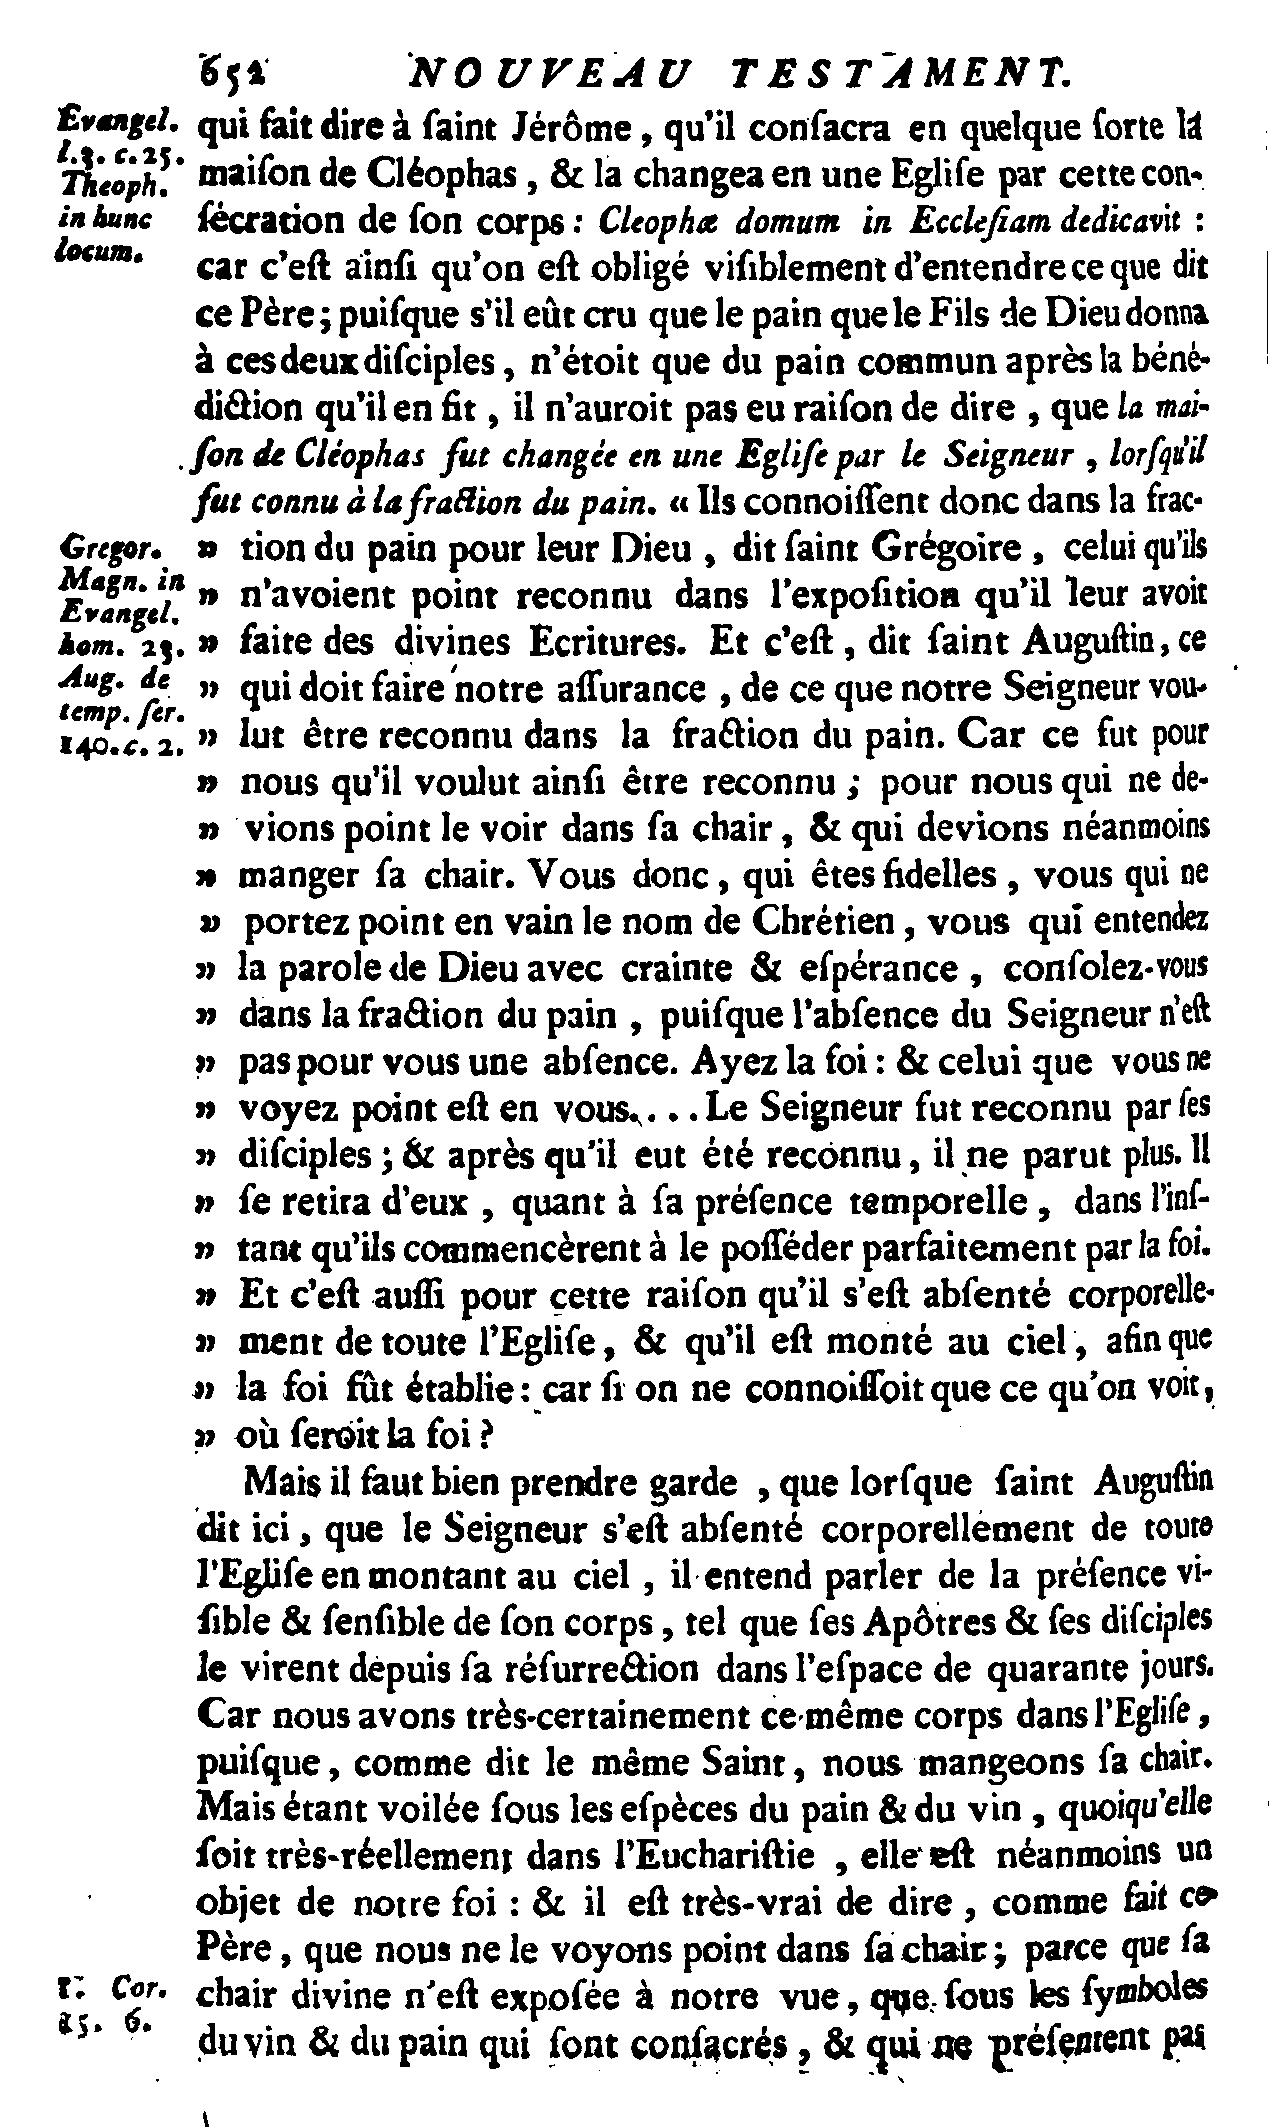 652 NOUVEAU TESTAMENT.
Evangel.
l.3. c.25.
Theoph.
in hunc
locum.
qui fait dire à ſaint Jérôme, qu'il conſacra en quelque ſorte la
maiſon de Cléophas, & la changea en une Egliſe par cette con-
ſécration de ſon corps : Cleophæ domum in Eccleſiam dedicavit :
car c'eſt ainſi qu'on eſt obligé viſiblement d'entendre ce que dit
ce Père ; puiſque s'il eût cru que le pain que le Fils de Dieu donna
à ces deux diſciples, n'étoit que du pain commun après la béné-
diction qu'il en fit, il n'auroit pas eu raiſon de dire, que la mai-
ſon de Cléophas fut changée en une Egliſe par le Seigneur, lorſqu'il
fut connu à la fraction du pain. « Ils connoiſſent donc dans la frac-
Gregor.
Magn. in
Evangel.
hom. 23.
Aug. de
temp. ſer.
140. c. 2.
» tion du pain pour leur Dieu, dit ſaint Grégoire, celui qu'ils
» n'avoient point reconnu dans l'expoſition qu'il leur avoit
» faite des divines Ecritures. Et c'eſt, dit ſaint Auguſtin, ce
» qui doit faire notre aſſurance, de ce que notre Seigneur vou-
» lut être reconnu dans la fraction du pain. Car ce fut pour
» nous qu'il voulut ainſi être reconnu ; pour nous qui ne de-
» vions point le voir dans ſa chair, & qui devions néanmoins
» manger ſa chair. Vous donc, qui êtes fidelles, vous qui ne
» portez point en vain le nom de Chrétien, vous qui entendez
» la parole de Dieu avec crainte & eſpérance, conſolez-vous
» dans la fraction du pain, puiſque l'abſence du Seigneur n'eſt
» pas pour vous une abſence. Ayez la foi : & celui que vous ne
» voyez point eſt en vous.... Le Seigneur fut reconnu par ſes
» diſciples ; & après qu'il eut été reconnu, il ne parut plus. Il
» ſe retira d'eux, quant à ſa préſence temporelle, dans l'inſ-
» tant qu'ils commencèrent à le poſſéder parfaitement par la foi.
» Et c'eſt auſſi pour cette raiſon qu'il s'eſt abſenté corporelle-
» ment de toute l'Egliſe, & qu'il eſt monté au ciel, afin que
» la foi fût établie : car ſi on ne connoiſſoit que ce qu'on voit,
» où ſeroit la foi ?
Mais il faut bien prendre garde, que lorſque ſaint Auguſtin
dit ici, que le Seigneur s'eſt abſenté corporellement de toute
l'Egliſe en montant au ciel, il entend parler de la préſence vi-
ſible & ſenſible de ſon corps, tel que ſes Apôtres & ſes diſciples
le virent depuis ſa réſurrection dans l'eſpace de quarante jours.
Car nous avons très-certainement ce même corps dans l'Egliſe,
puiſque, comme dit le même Saint, nous mangeons ſa chair.
Mais étant voilée ſous les eſpèces du pain & du vin, quoiqu'elle
ſoit très-réellement dans l'Euchariſtie, elle eſt néanmoins un
objet de notre foi : & il eſt très-vrai de dire, comme fait ce
Père, que nous ne le voyons point dans ſa chair ; parce que ſa
1. Cor.
15. 6.
chair divine n'eſt expoſée à notre vue, que ſous les ſymboles
du vin & du pain qui ſont conſacrés, & qui ne préſentent pas